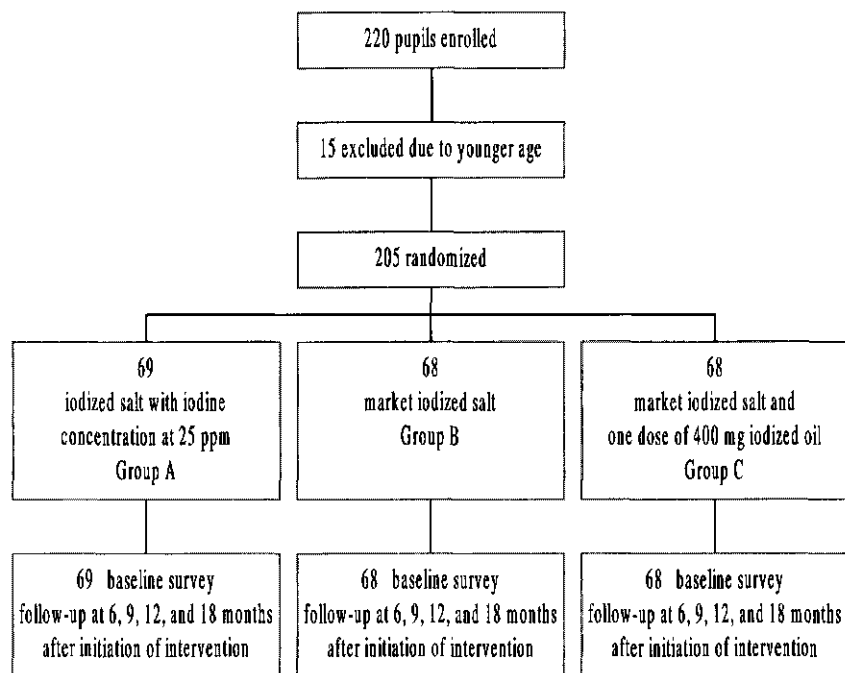 220 pupils enrolled
15 excluded due to younger age
205 randomized
69
iodized salt with iodine
concentration at 25 ppm
Group A
68
market iodized salt
Group B
68
market iodized salt and
one dose of 400 mg iodized oil
Group C
69 baseline survey
follow-up at 6, 9, 12, and 18 months
after initiation of intervention
68 baseline survey
follow-up at 6, 9, 12, and 18 months
after initiation of intervention
68 baseline survey
follow-up at 6, 9, 12, and 18 months
after initiation of intervention